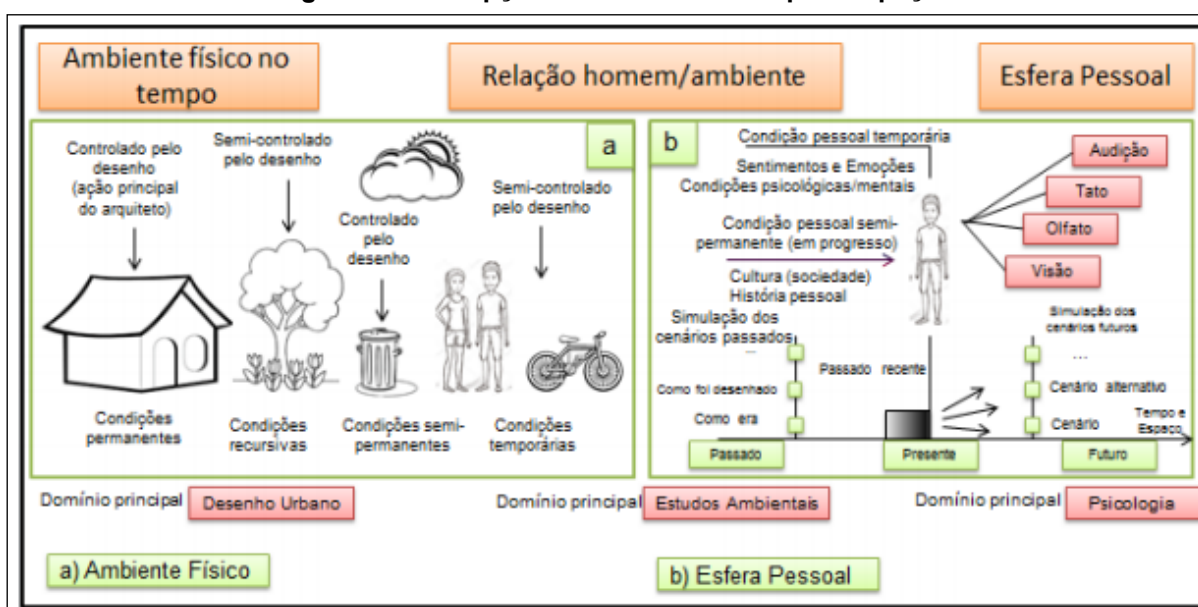 Ambiente físico no
tempo
Relação homem/ambiente
Esfera Pessoal
a
Controlado pelo
desenho
(ação principal
do arquiteto)
Semi-controlado
pelo desenho
Controlado
pelo
desenho
Semi-controlado
pelo desenho
Condições
permanentes
Condições
recursivas
Condições semi-
permanentes
Condições
temporárias
b
Condição pessoal temporária
Sentimentos e Emoções
Condições psicológicas/mentais
Condição pessoal semi-
permanente (em progresso)
Cultura (sociedade)
História pessoal
Audição
Tato
Olfato
Visão
Simulação dos
cenários passados
...
Como foi desenhado
Como era
Passado recente
Simulação dos
cenários futuros
...
Cenário alternativo
Cenário
Tempo e
Espaço
Passado
Presente
Futuro
Domínio principal
Desenho Urbano
Domínio principal
Estudos Ambientais
Domínio principal
Psicologia
a) Ambiente Físico
b) Esfera Pessoal